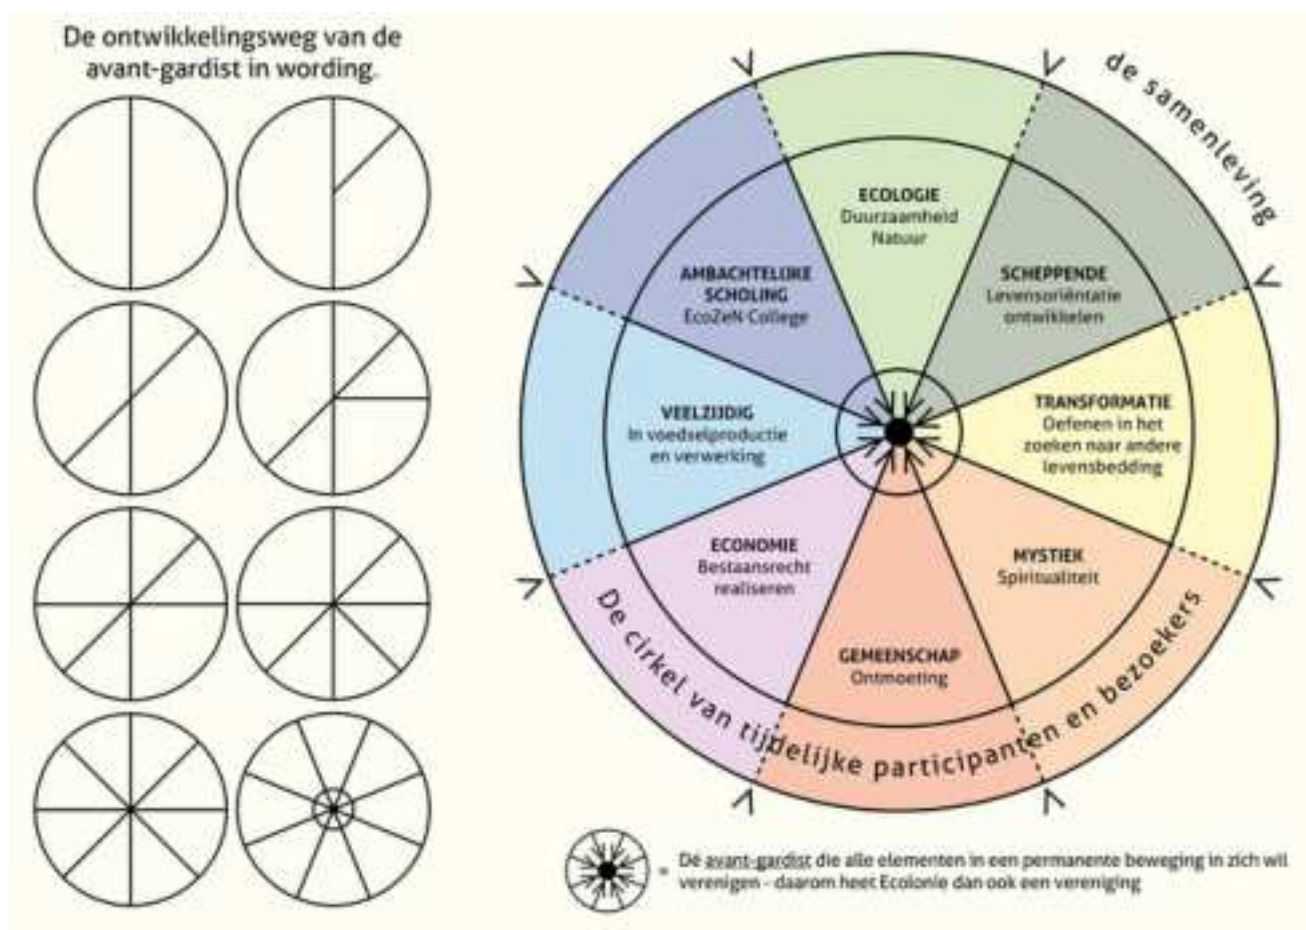 De ontwikkelingsweg van de
avant-gardist in wording.
de samenleving
ECOLOGIE
Duurzaamheid
Natuur
AMBACHTELIJKE
SCHOLING
EcoZeN College
SCHEPPENDE
Levensoriëntatie
ontwikkelen
VEELZIJDIG
In voedselproductie
en verwerking
TRANSFORMATIE
Oefenen in het
zoeken naar andere
levensbedding
ECONOMIE
Bestaansrecht
realiseren
MYSTIEK
Spiritualiteit
GEMEENSCHAP
Ontmoeting
De cirkel van tijdelijke participanten en bezoekers
= Dé avant-gardist die alle elementen in een permanente beweging in zich wil
verenigen - daarom heet Ecolonie dan ook een vereniging